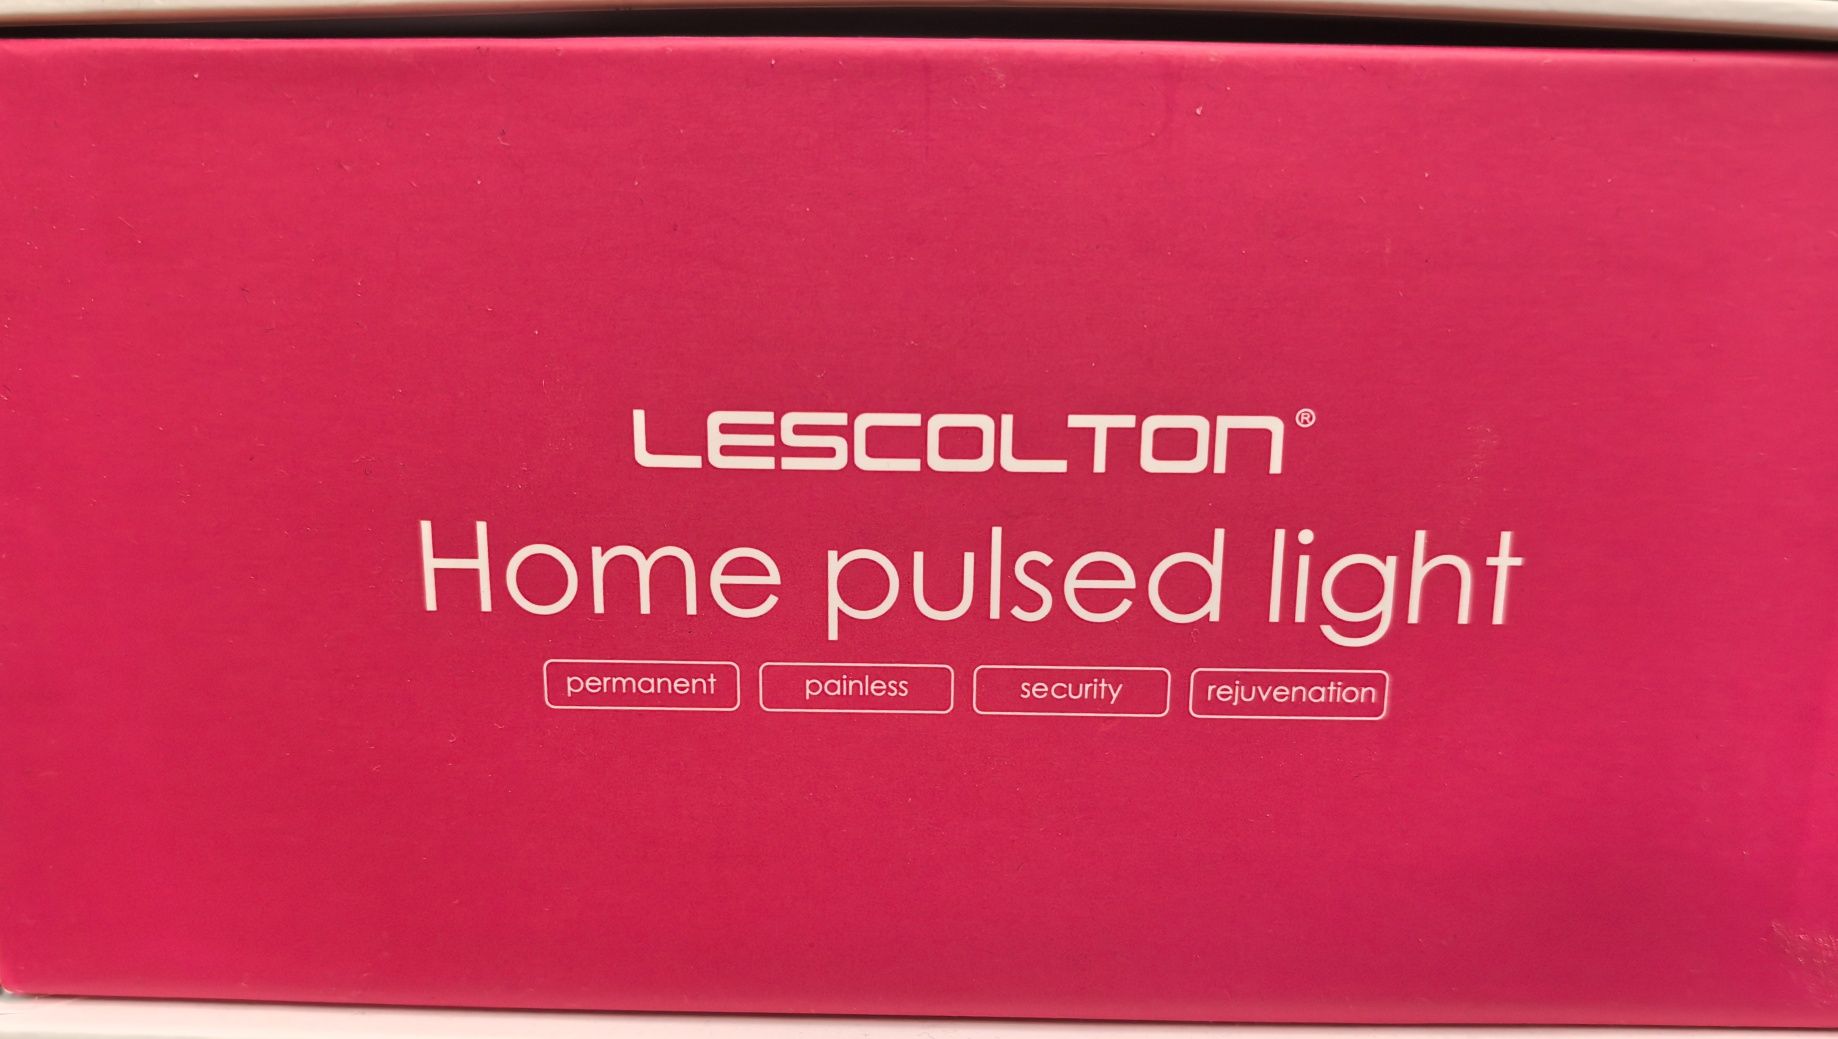 LESCOLTON®
Home pulsed light
permanent painless security rejuvenation